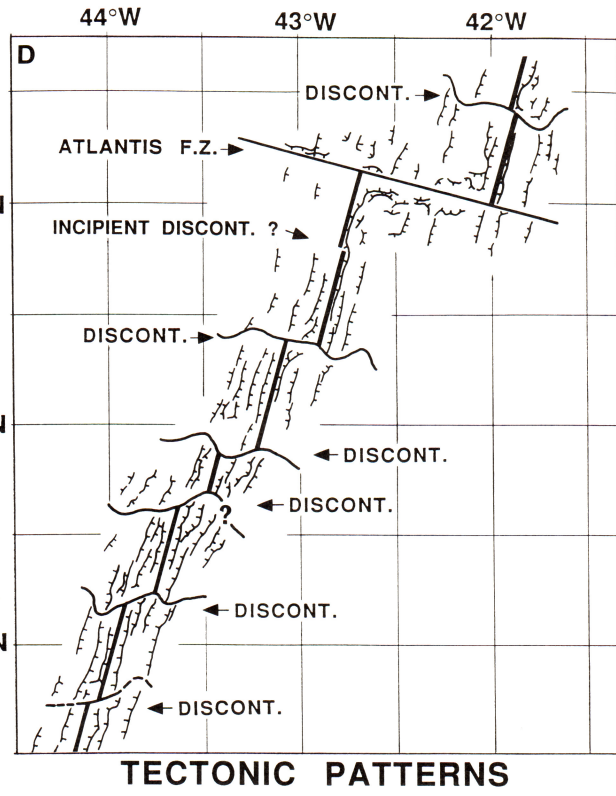 44°W 43°W 42°W
D
DISCONT.
ATLANTIS F.Z.
N
INCIPIENT DISCONT. ?
DISCONT.
N
DISCONT.
DISCONT.
?
DISCONT.
N
DISCONT.
TECTONIC PATTERNS